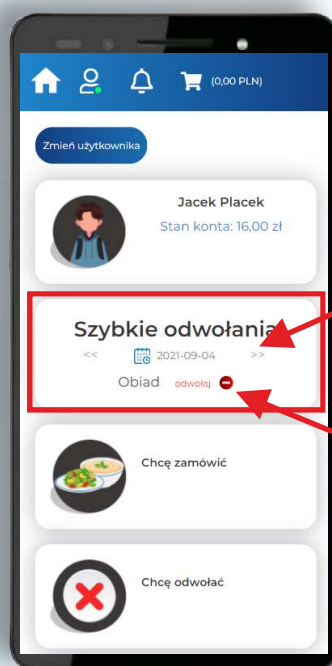 (0,00 PLN)
Zmień użytkownika
Jacek Placek
Stan konta: 16,00 zł
Szybkie odwołania
<< 2021-09-04 >>
Obiad odwołaj
Chcę zamówić
Chcę odwołać